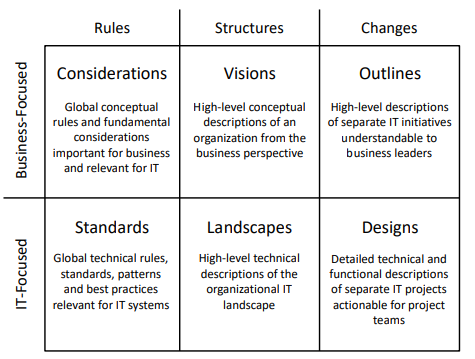 Rules Structures Changes
Business-Focused
Considerations
Global conceptual
rules and fundamental
considerations
important for business
and relevant for IT
Visions
High-level conceptual
descriptions of an
organization from the
business perspective
Outlines
High-level descriptions
of separate IT initiatives
understandable to
business leaders
IT-Focused
Standards
Global technical rules,
standards, patterns
and best practices
relevant for IT systems
Landscapes
High-level technical
descriptions of the
organizational IT
landscape
Designs
Detailed technical and
functional descriptions
of separate IT projects
actionable for project
teams